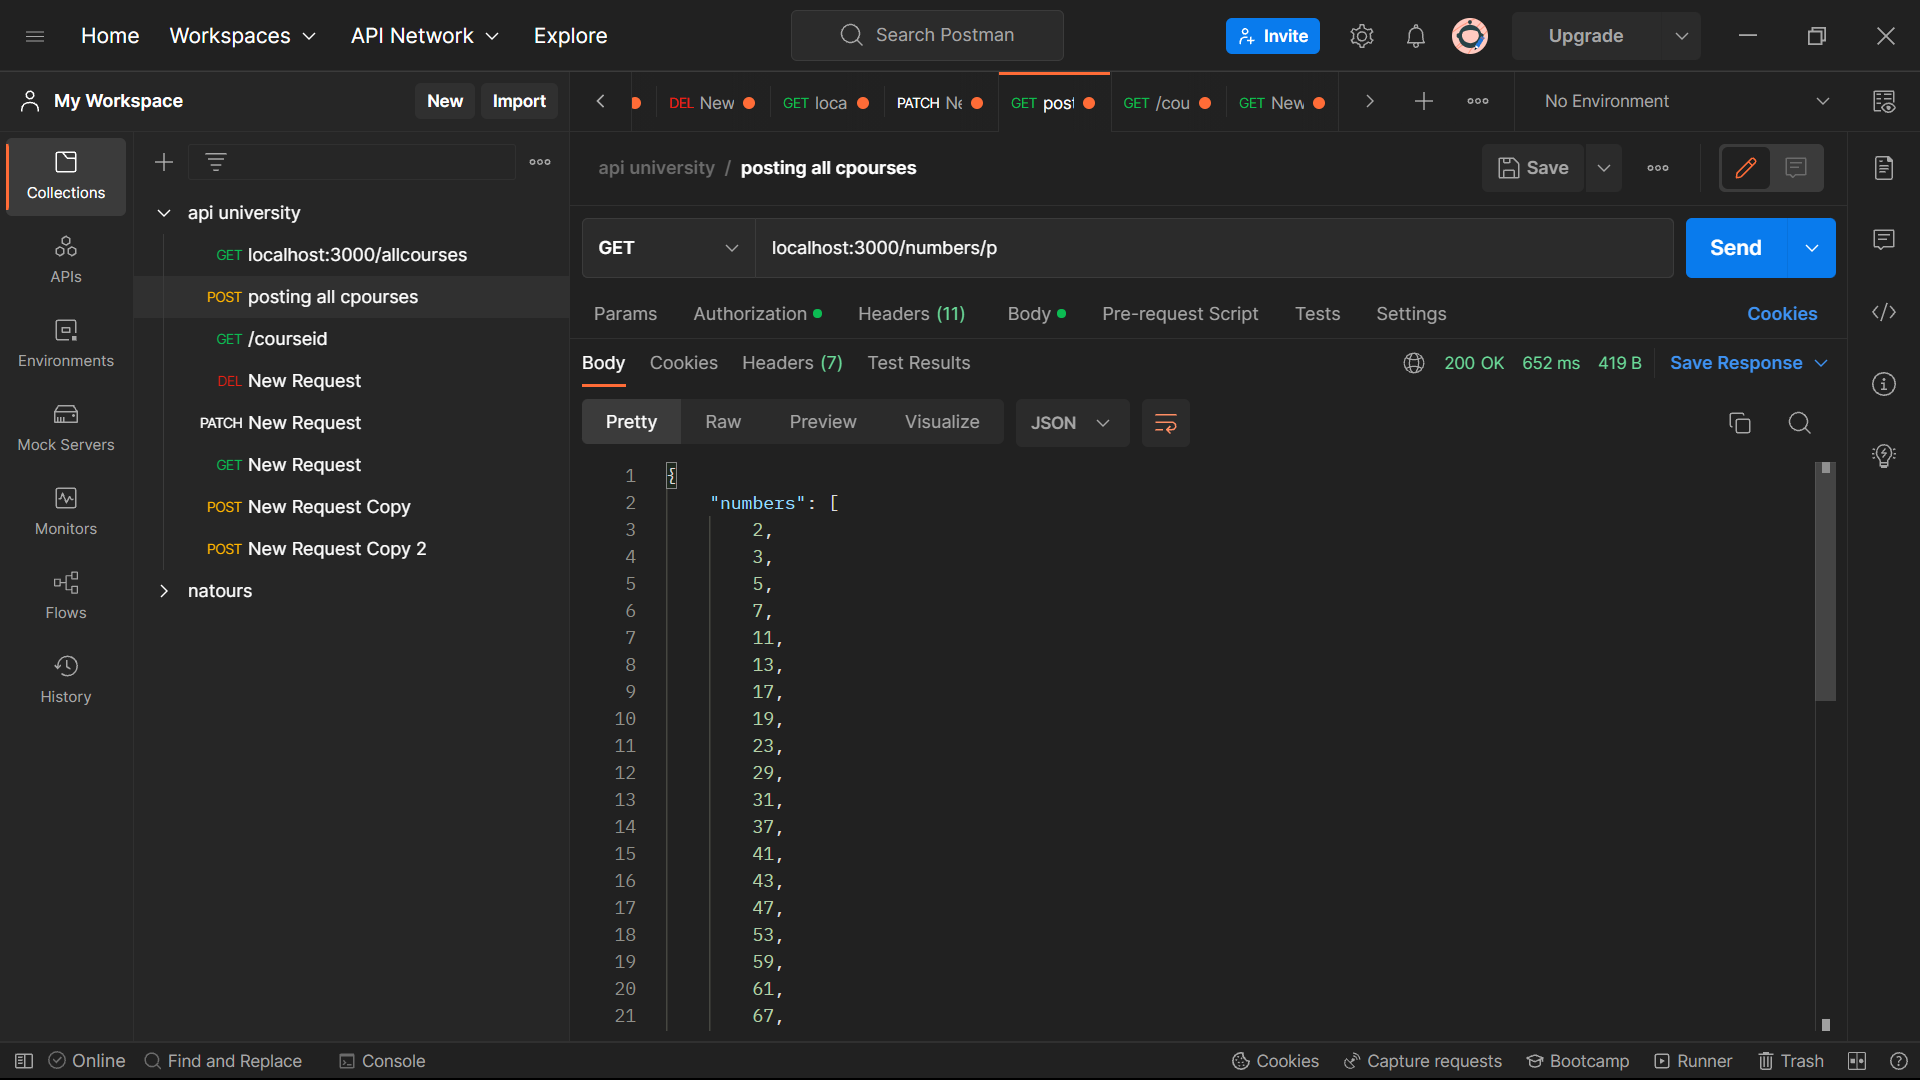 Home Workspaces API Network Explore Search Postman Invite Upgrade
My Workspace New Import DEL New GET loca PATCH Ne GET post GET /cou GET New No Environment
Collections
APIs
Environments
Mock Servers
Monitors
Flows
History
api university
GET localhost:3000/allcourses
POST posting all cpourses
GET /courseid
DEL New Request
PATCH New Request
GET New Request
POST New Request Copy
POST New Request Copy 2
natours
api university / posting all cpourses Save
GET localhost:3000/numbers/p Send
Params Authorization Headers (11) Body Pre-request Script Tests Settings Cookies
Body Cookies Headers (7) Test Results 200 OK 652 ms 419 B Save Response
Pretty Raw Preview Visualize JSON
1 {
2 "numbers": [
3 2,
4 3,
5 5,
6 7,
7 11,
8 13,
9 17,
10 19,
11 23,
12 29,
13 31,
14 37,
15 41,
16 43,
17 47,
18 53,
19 59,
20 61,
21 67,
Online Find and Replace Console Cookies Capture requests Bootcamp Runner Trash